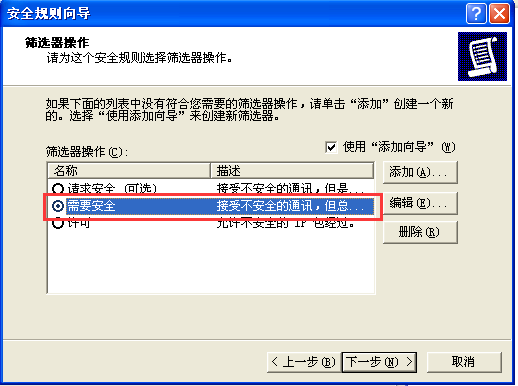 安全规则向导
筛选器操作
请为这个安全规则选择筛选器操作。
如果下面的列表中没有符合您需要的筛选器操作，请单击“添加”创建一个新
的。选择“使用添加向导”来创建新筛选器。
使用“添加向导”(W)
筛选器操作(C):
名称 描述
请求安全 (可选) 接受不安全的通讯，但是...
需要安全 接受不安全的通讯，但总...
许可 允许不安全的 IP 包经过。
添加(A)...
编辑(E)...
删除(R)
< 上一步(B) 下一步(N) > 取消